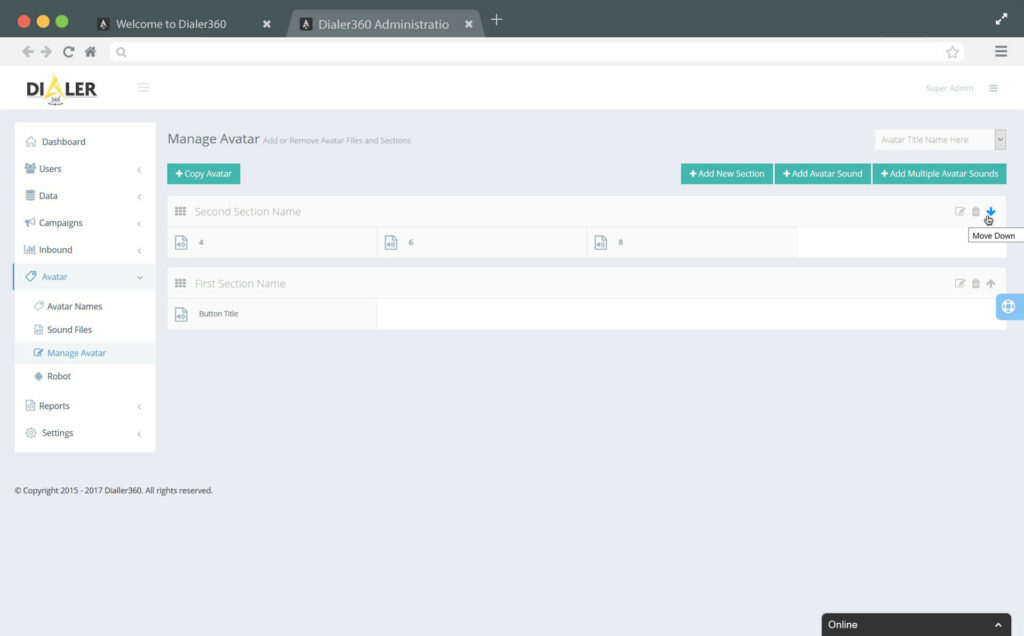 Welcome to Dialer360
Dialer360 Administratio
DIALER
360
Super Admin
Dashboard
Users
Data
Campaigns
Inbound
Avatar
Avatar Names
Sound Files
Manage Avatar
Robot
Reports
Settings
Manage Avatar Add or Remove Avatar Files and Sections
Avatar Title Name Here
Copy Avatar
Add New Section
Add Avatar Sound
Add Multiple Avatar Sounds
Second Section Name
Move Down
4
6
8
First Section Name
Button Title
© Copyright 2015 - 2017 Dialler360. All rights reserved.
Online